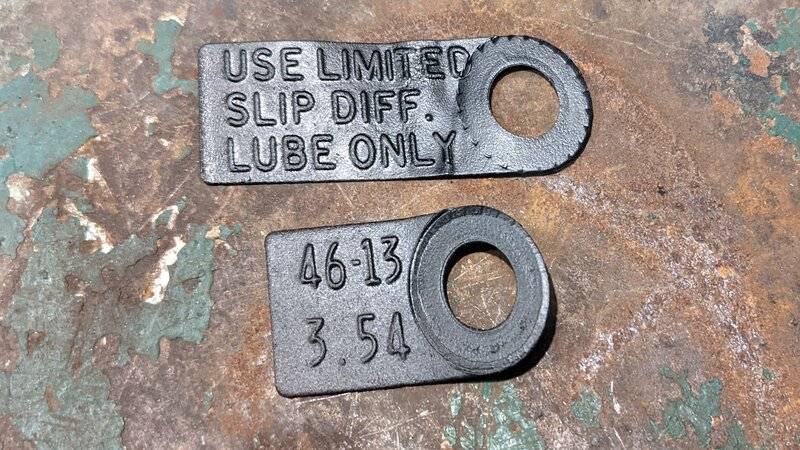 USE LIMITED
SLIP DIFF.
LUBE ONLY
46-13
3.54